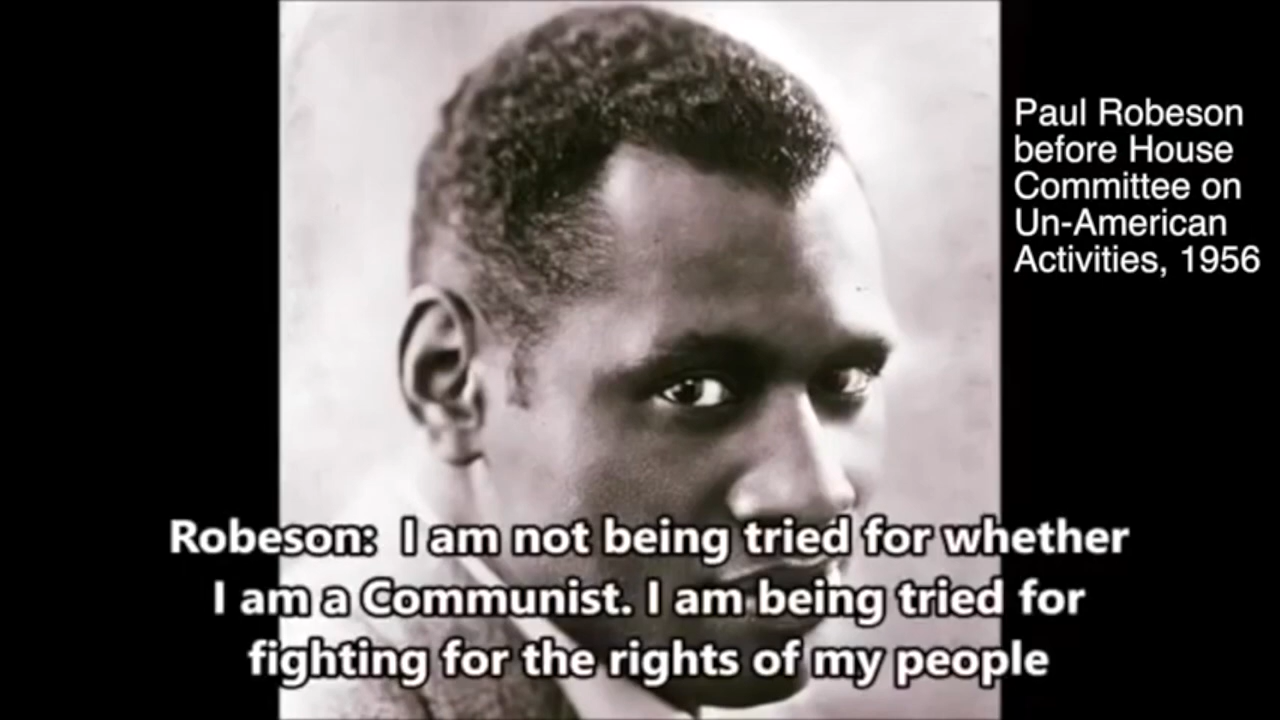 Paul Robeson
before House
Committee on
Un-American
Activities, 1956
Robeson:  I am not being tried for whether
I am a Communist. I am being tried for
fighting for the rights of my people